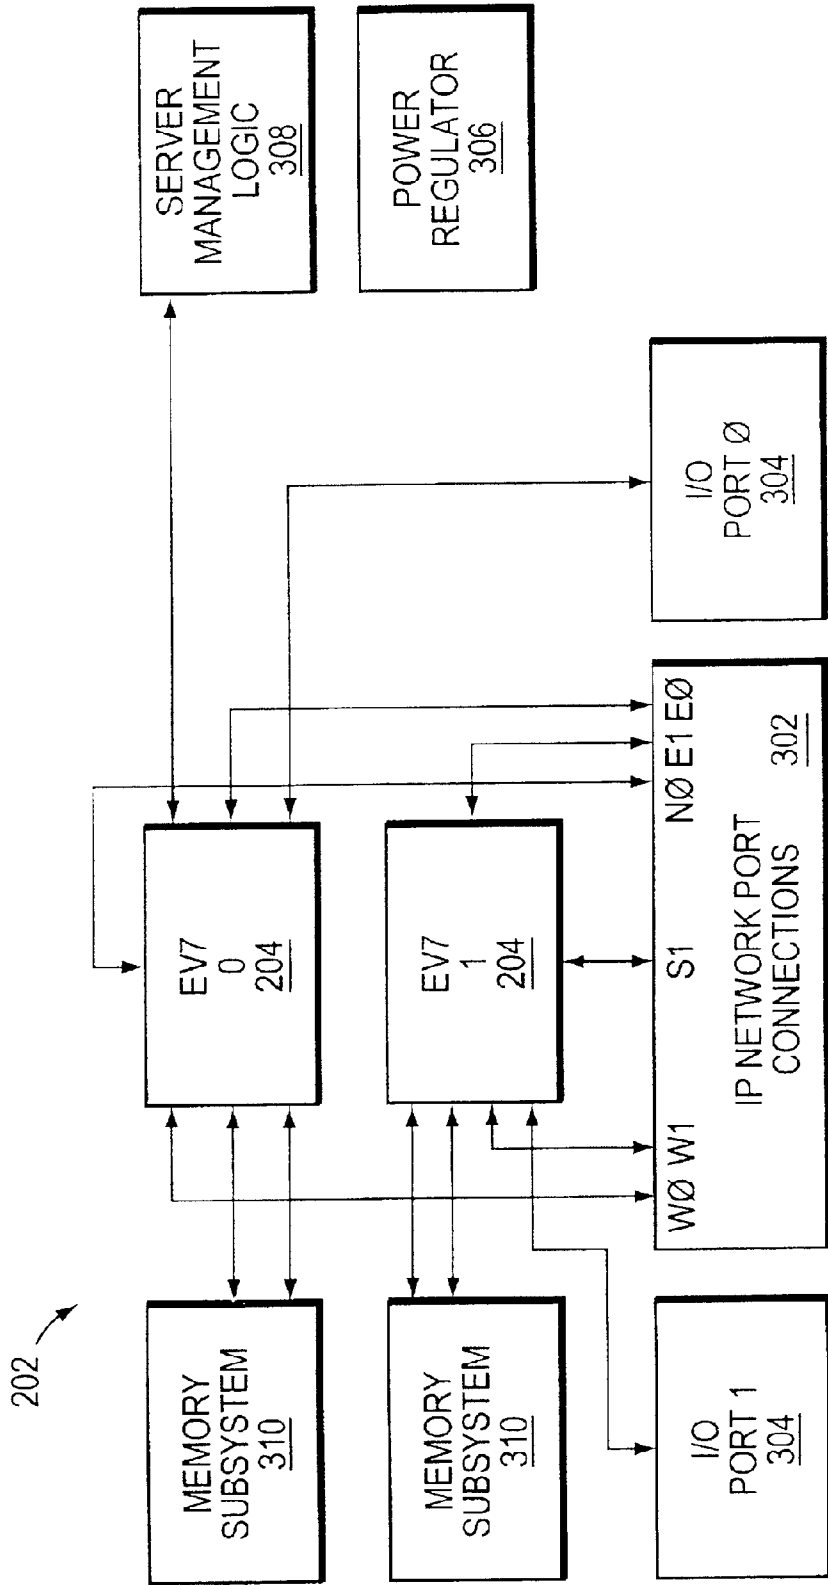 202
MEMORY
SUBSYSTEM
310
EV7
0
204
SERVER
MANAGEMENT
LOGIC
308
MEMORY
SUBSYSTEM
310
EV7
1
204
POWER
REGULATOR
306
I/O
PORT 1
304
WØ W1
S1
NØ E1 EØ
IP NETWORK PORT
CONNECTIONS
302
I/O
PORT Ø
304